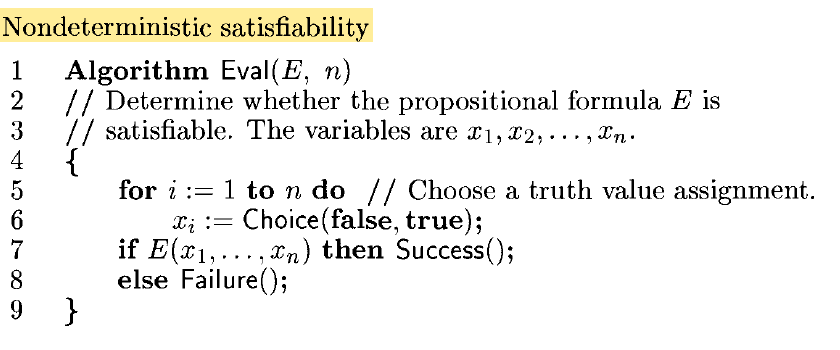 Nondeterministic satisfiability
1 Algorithm Eval(E, n)
2 // Determine whether the propositional formula E is
3 // satisfiable. The variables are x₁, x₂, . . . , xₙ.
4 {
5 for i := 1 to n do // Choose a truth value assignment.
6 xᵢ := Choice(false, true);
7 if E(x₁, . . . , xₙ) then Success();
8 else Failure();
9 }